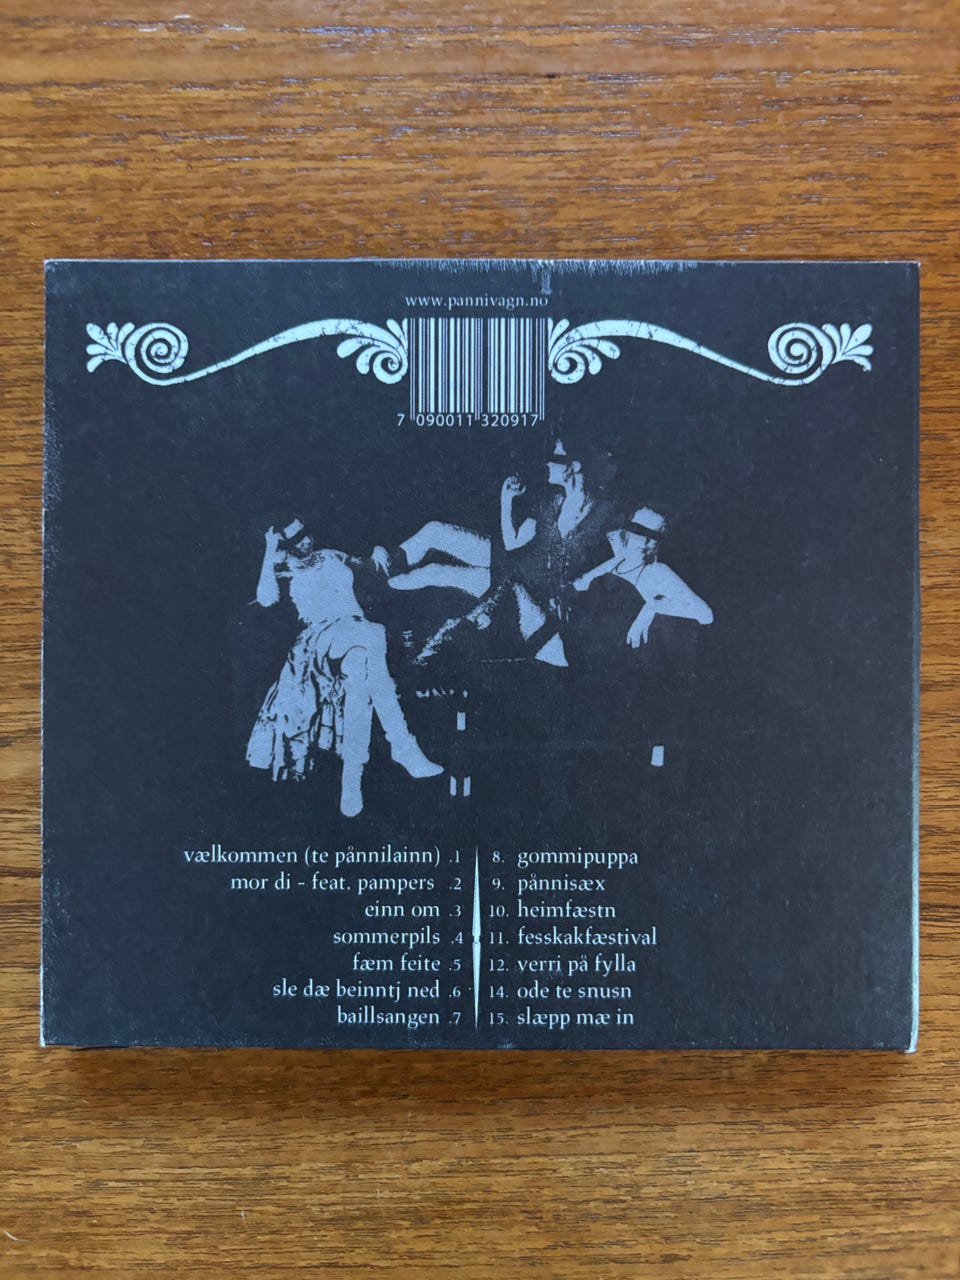 www.pannivagn.no
7 090011 320917
vælkommen (te pånnilainn) .1
mor di - feat. pampers .2
einn om .3
sommerpils .4
fæm feite .5
sle dæ beinntj ned .6
baillsangen .7
8. gommipuppa
9. pånnisæx
10. heimfæstn
11. fesskakfæstival
12. verri på fylla
14. ode te snusn
15. slæpp mæ in